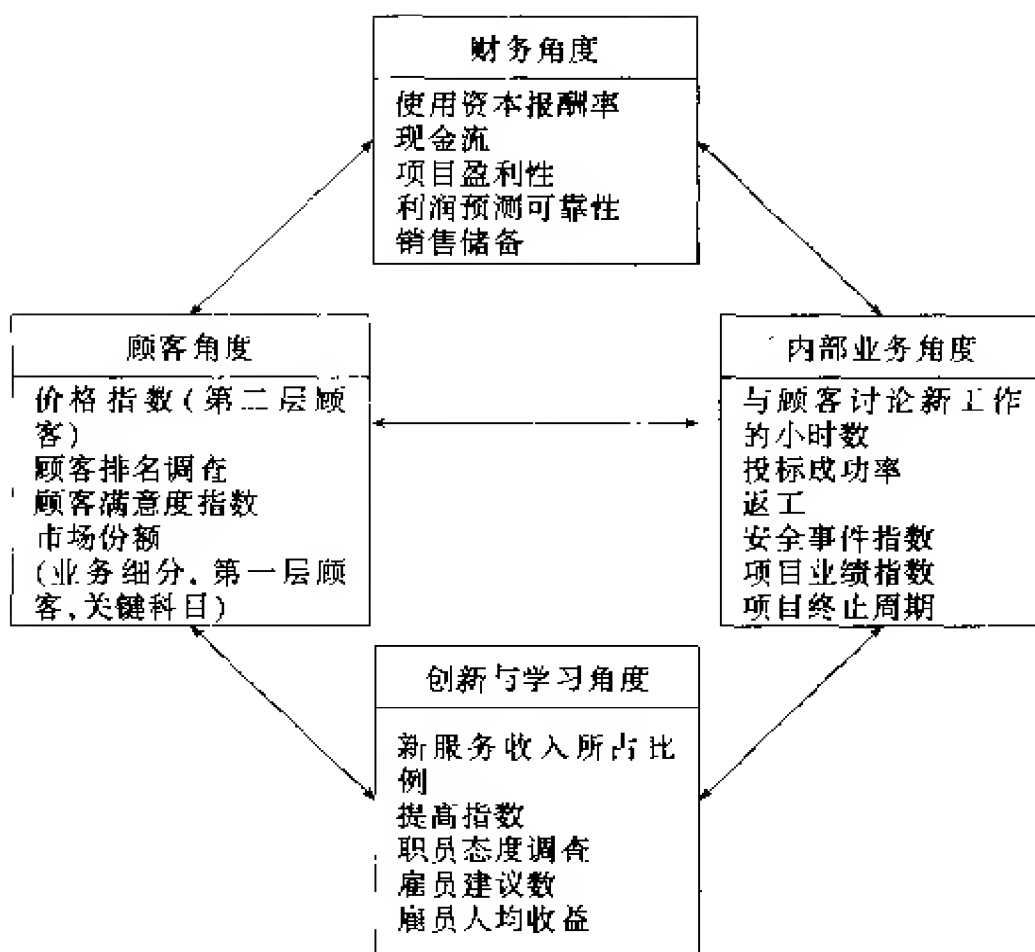 财务角度
使用资本报酬率
现金流
项目盈利性
利润预测可靠性
销售储备
顾客角度
价格指数(第二层顾
客)
顾客排名调查
顾客满意度指数
市场份额
(业务细分,第一层顾
客,关键科目)
内部业务角度
与顾客讨论新工作
的小时数
投标成功率
返工
安全事件指数
项目业绩指数
项目终止周期
创新与学习角度
新服务收入所占比
例
提高指数
职员态度调查
雇员建议数
雇员人均收益